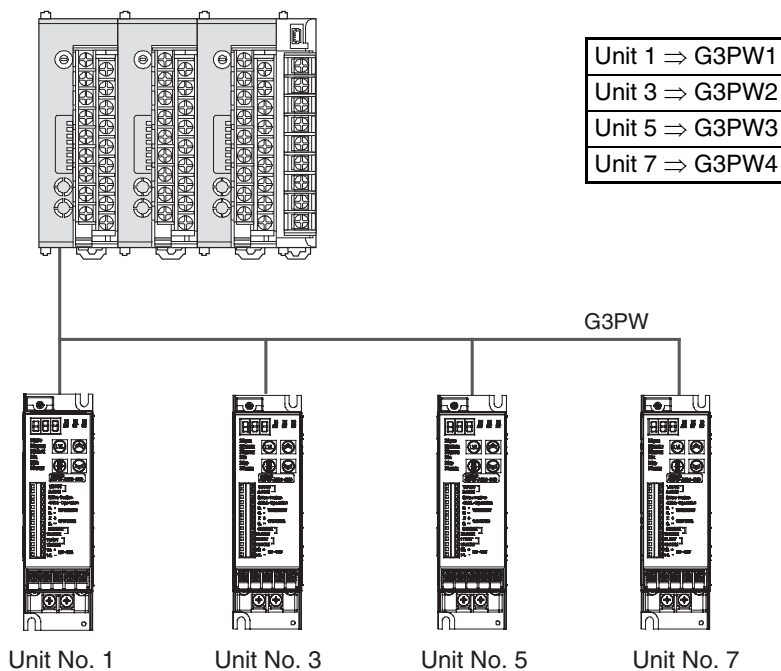 Unit 1 ⇒ G3PW1
Unit 3 ⇒ G3PW2
Unit 5 ⇒ G3PW3
Unit 7 ⇒ G3PW4
G3PW
Unit No. 1
Unit No. 3
Unit No. 5
Unit No. 7